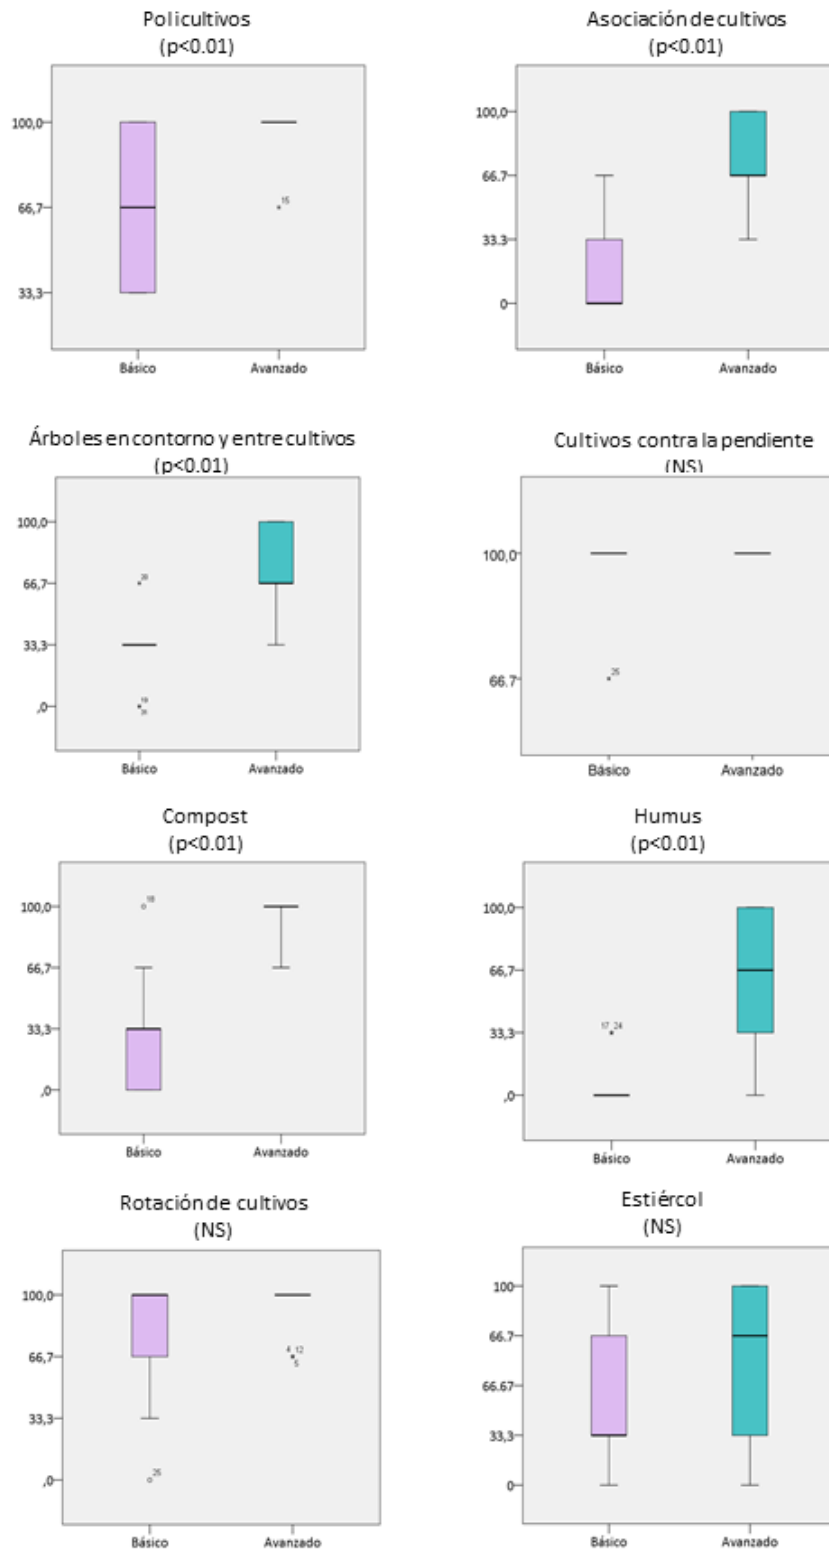 Policultivos
(p<0.01)
100,0
66,7
33,3
15
Básico
Avanzado
Asociación de cultivos
(p<0.01)
100,0
66.7
33.3
0
Básico
Avanzado
Árboles en contorno y entre cultivos
(p<0.01)
100,0
66,7
33,3
,0
Básico
Avanzado
Cultivos contra la pendiente
(NS)
100,0
66.7
25
Básico
Avanzado
Compost
(p<0.01)
100,0
66,7
33,3
,0
18
Básico
Avanzado
Humus
(p<0.01)
100,0
66,7
33,3
,0
17 24
Básico
Avanzado
Rotación de cultivos
(NS)
100,0
66,7
33,3
,0
25
4 12
5
Básico
Avanzado
Estiércol
(NS)
100
66.7
66.67
33,3
0
Básico
Avanzado